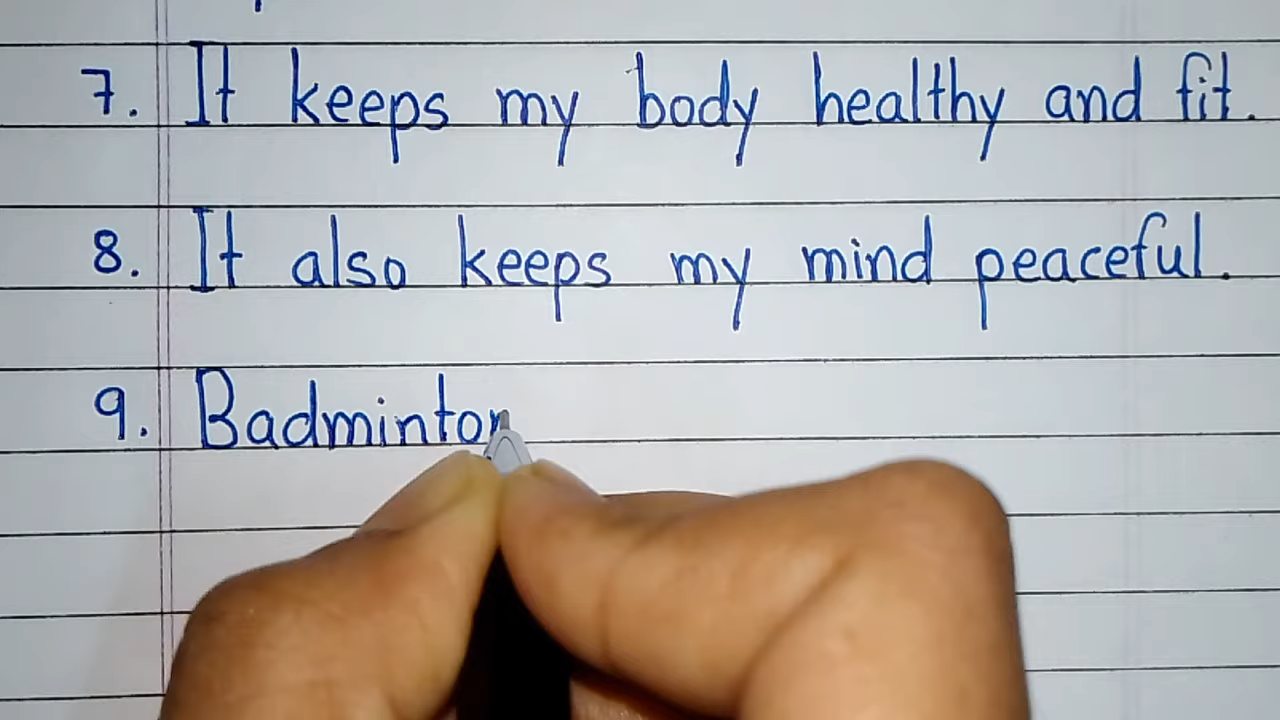 7. It keeps my body healthy and fit.
8. It also keeps my mind peaceful.
9. Badminton